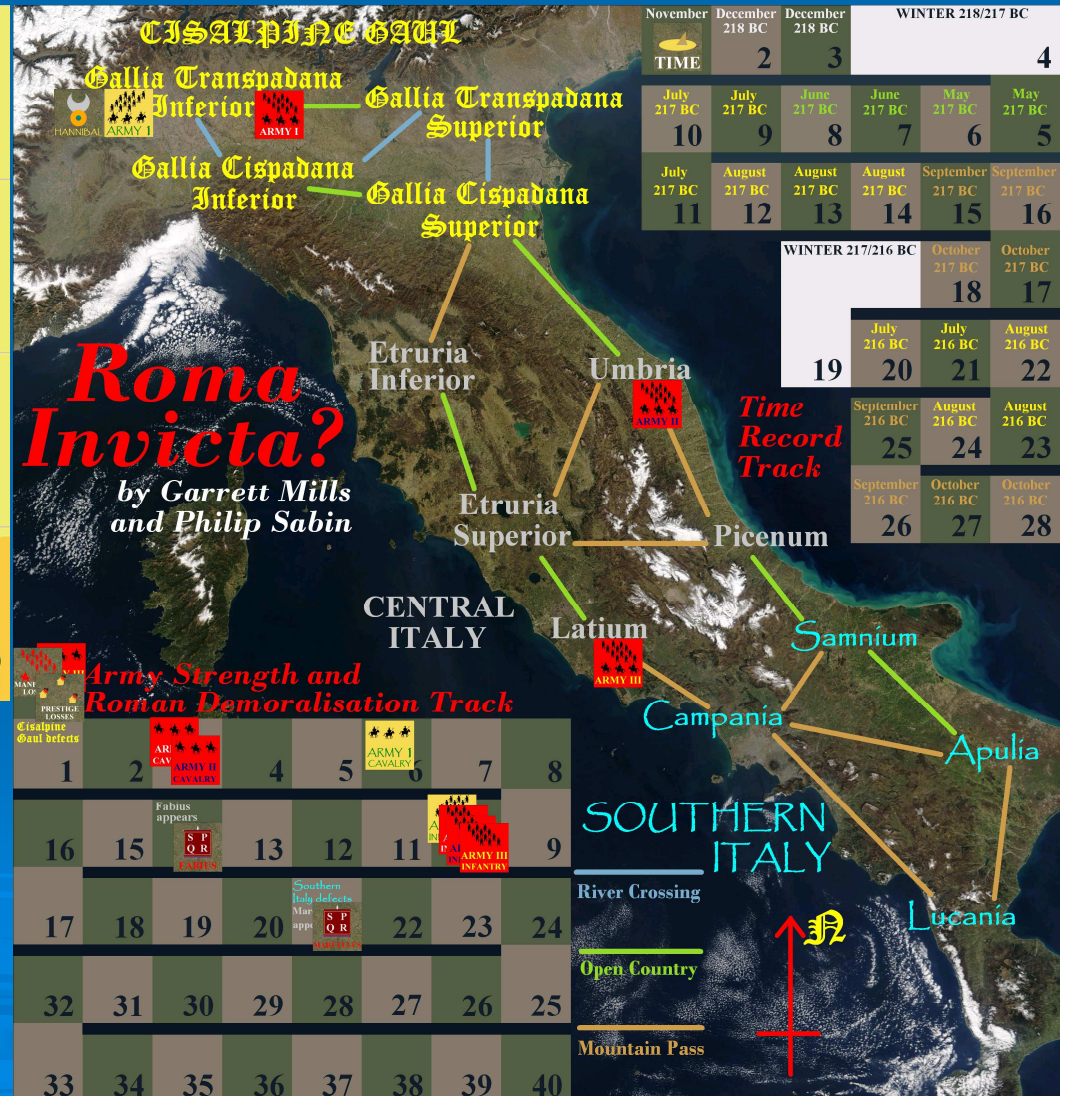 CISALPINE GAUL
Gallia Transpadana
Inferior
HANNIBAL
ARMY 1
ARMY I
Gallia Transpadana
Superior
Gallia Cispadana
Inferior
Gallia Cispadana
Superior
Etruria
Inferior
Umbria
ARMY II
Etruria
Superior
Picenum
CENTRAL
ITALY
Latium
ARMY III
Samnium
Campania
Apulia
SOUTHERN
ITALY
Lucania
Roma
Invicta?
by Garrett Mills
and Philip Sabin
November
TIME
December
218 BC
2
December
218 BC
3
WINTER 218/217 BC
4
July
217 BC
10
July
217 BC
9
June
217 BC
8
June
217 BC
7
May
217 BC
6
May
217 BC
5
July
217 BC
11
August
217 BC
12
August
217 BC
13
August
217 BC
14
September
217 BC
15
September
217 BC
16
WINTER 217/216 BC
19
October
217 BC
18
October
217 BC
17
July
216 BC
20
July
216 BC
21
August
216 BC
22
Time
Record
Track
September
216 BC
25
August
216 BC
24
August
216 BC
23
September
216 BC
26
October
216 BC
27
October
216 BC
28
Army Strength and
Roman Demoralisation Track
PRESTIGE
LOSSES
Cisalpine
Gaul defects
1
2
ARMY II
CAVALRY
4
5
ARMY 1
CAVALRY
6
7
8
16
15
Fabius
appears
S P
Q R
FABIUS
13
12
11
ARMY III
INFANTRY
9
17
18
19
20
Southern
Italy defects
S P
Q R
22
23
24
32
31
30
29
28
27
26
25
33
34
35
36
37
38
39
40
River Crossing
Open Country
Mountain Pass
N